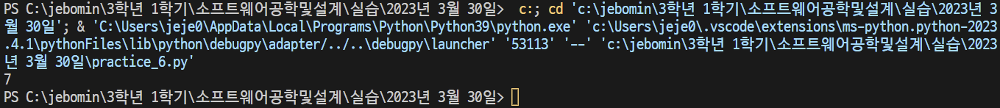 PS C:\jebomin\3학년 1학기\소프트웨어공학및설계\실습\2023년 3월 30일>  c:; cd 'c:\jebomin\3학년 1학기\소프트웨어공학및설계\실습\2023년 3
월 30일'; & 'C:\Users\jeje0\AppData\Local\Programs\Python\Python39\python.exe' 'c:\Users\jeje0\.vscode\extensions\ms-python.python-2023
.4.1\pythonFiles\lib\python\debugpy\adapter/../..\debugpy\launcher' '53113' '--' 'c:\jebomin\3학년 1학기\소프트웨어공학및설계\실습\2023
년 3월 30일\practice_6.py'
7
PS C:\jebomin\3학년 1학기\소프트웨어공학및설계\실습\2023년 3월 30일>